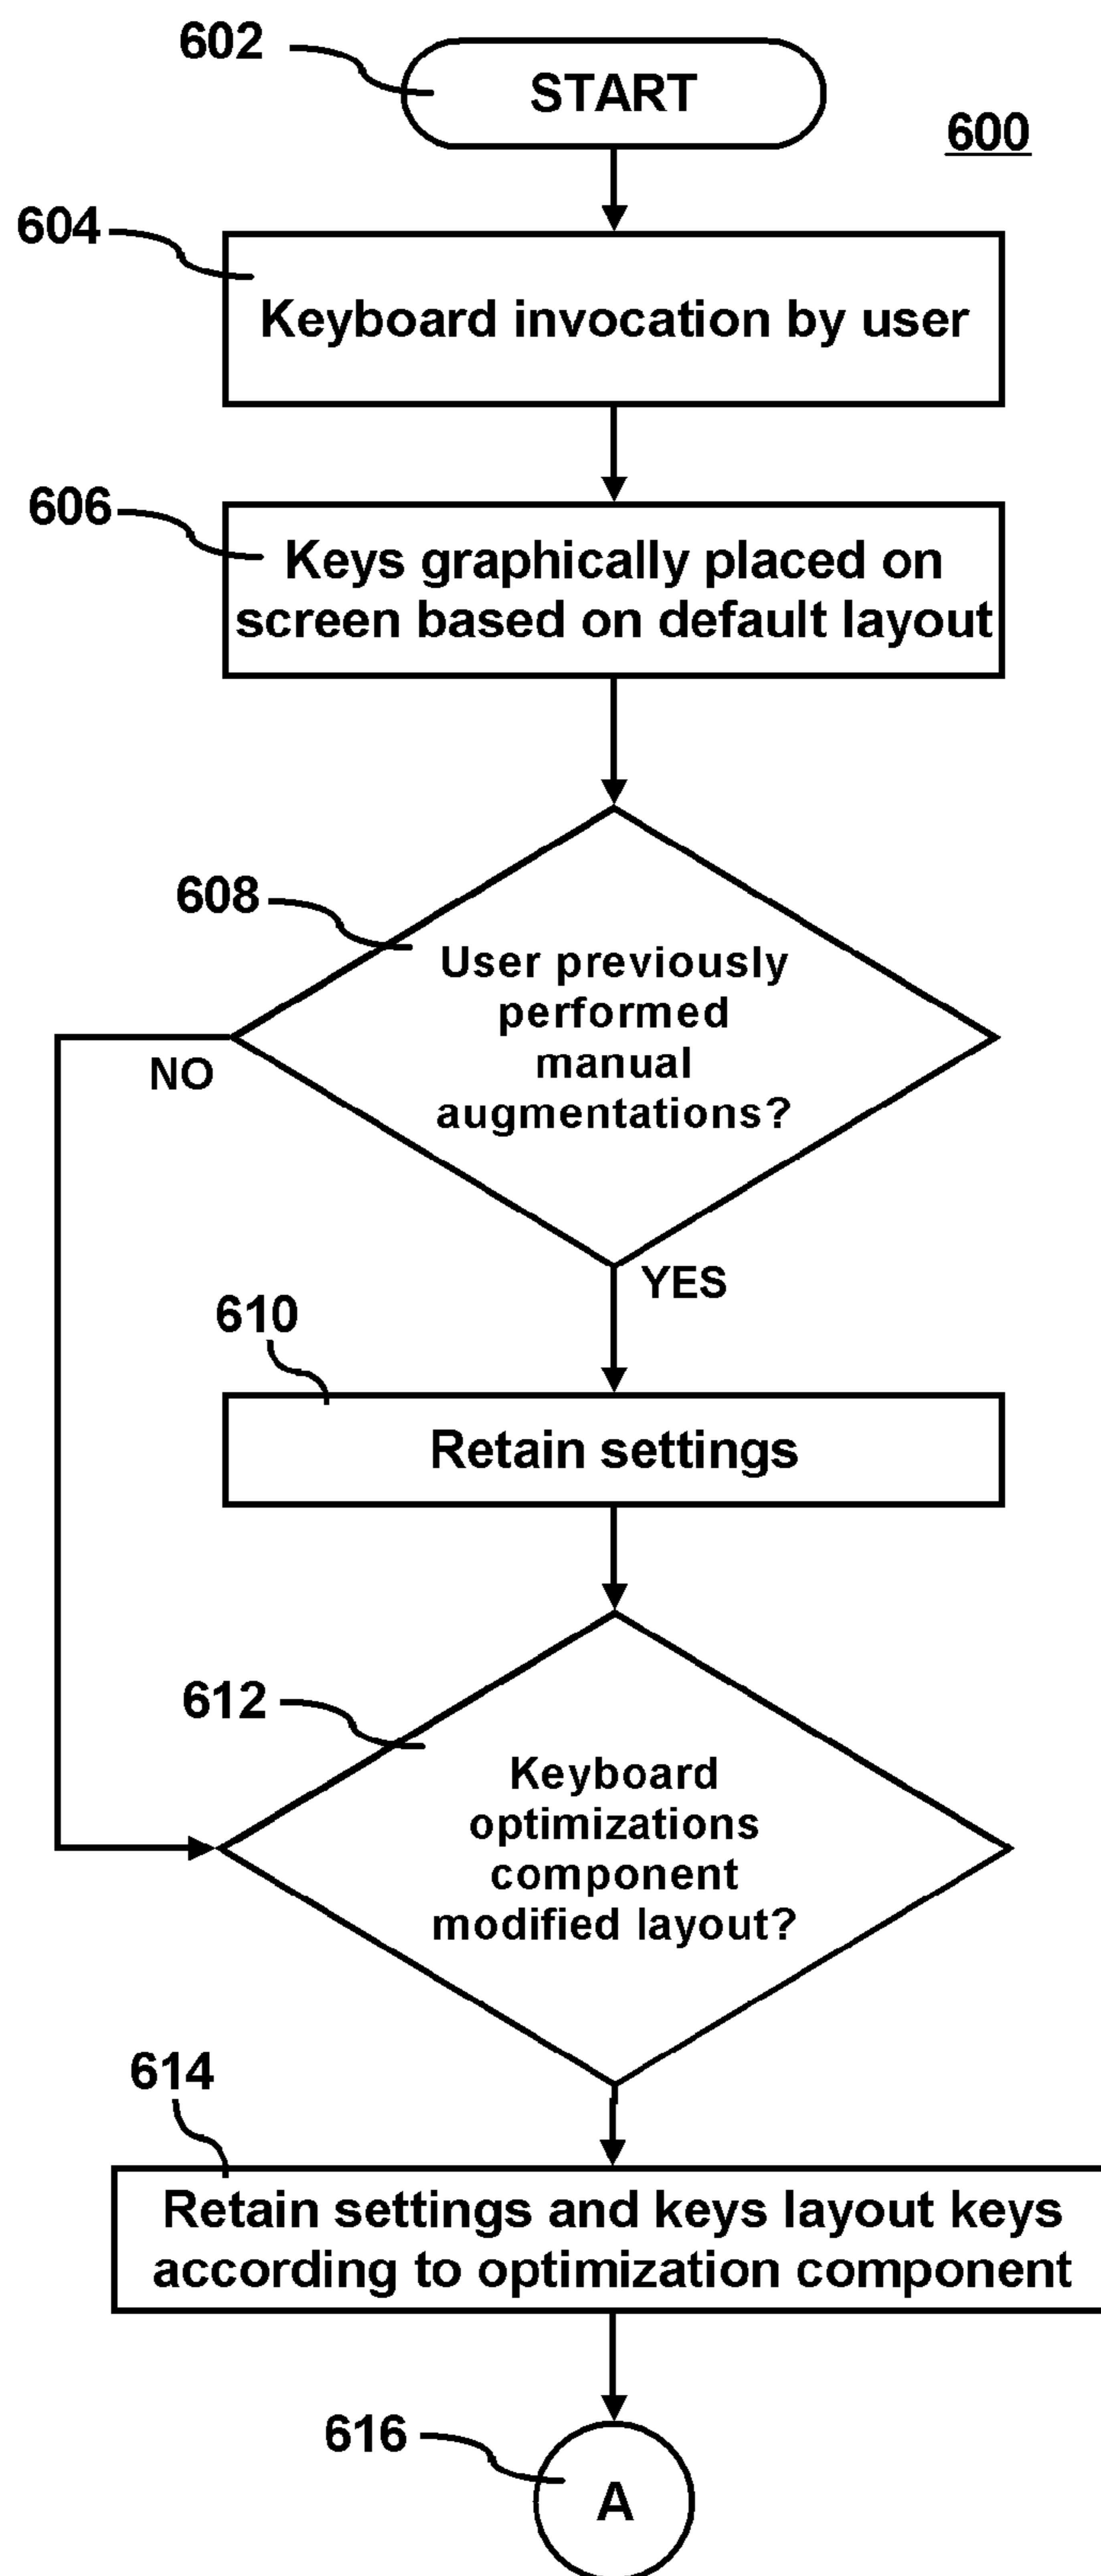 602
START
600
604
Keyboard invocation by user
606
Keys graphically placed on
screen based on default layout
608
User previously
performed
manual
augmentations?
NO
YES
610
Retain settings
612
Keyboard
optimizations
component
modified layout?
614
Retain settings and keys layout keys
according to optimization component
616
A